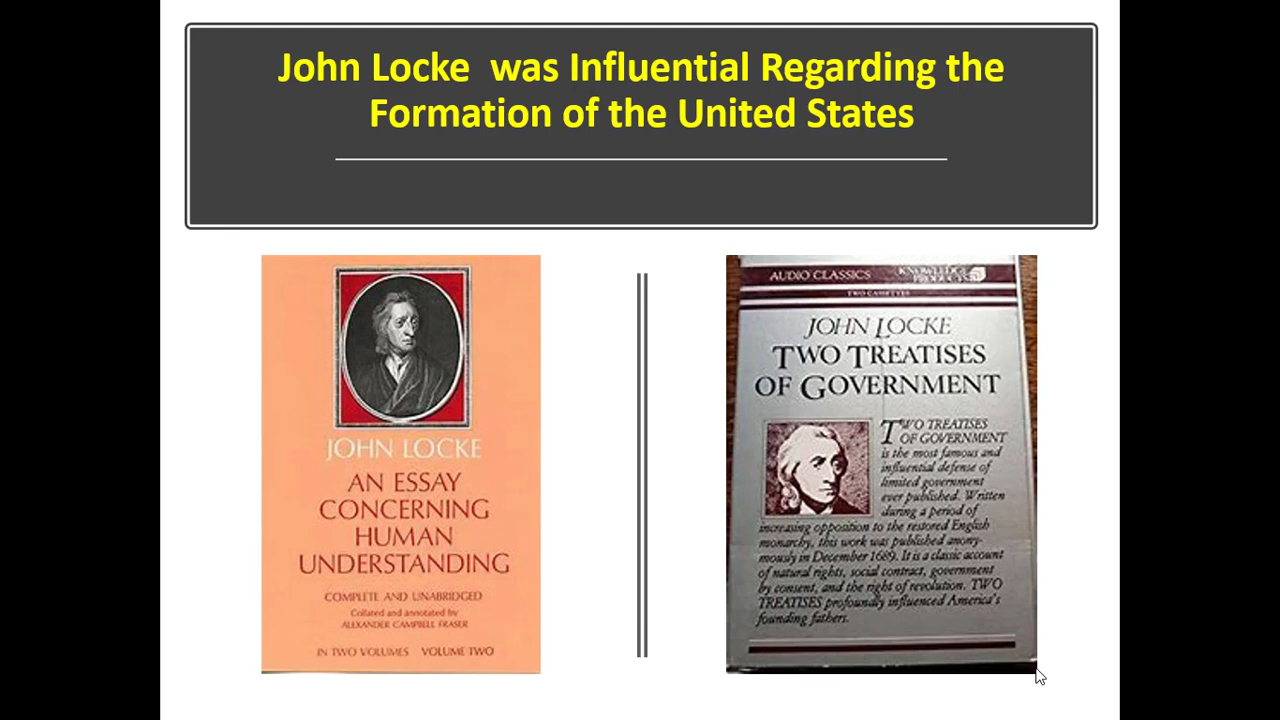 John Locke was Influential Regarding the
Formation of the United States
JOHN LOCKE
AN ESSAY
CONCERNING
HUMAN
UNDERSTANDING
COMPLETE AND UNABRIDGED
Collated and annotated by
ALEXANDER CAMPBELL FRASER
IN TWO VOLUMES VOLUME TWO
AUDIO CLASSICS
KNOWLEDGE
PRODUCTS
TWO CASSETTES
JOHN LOCKE
TWO TREATISES
OF GOVERNMENT
TWO TREATISES
OF GOVERNMENT
is the most famous and
influential defense of
limited government
ever published. Written
during a period of
increasing opposition to the restored English
monarchy, this work was published anony-
mously in December 1689. It is a classic account
of natural rights, social contract, government
by consent, and the right of revolution. TWO
TREATISES profoundly influenced America's
founding fathers.